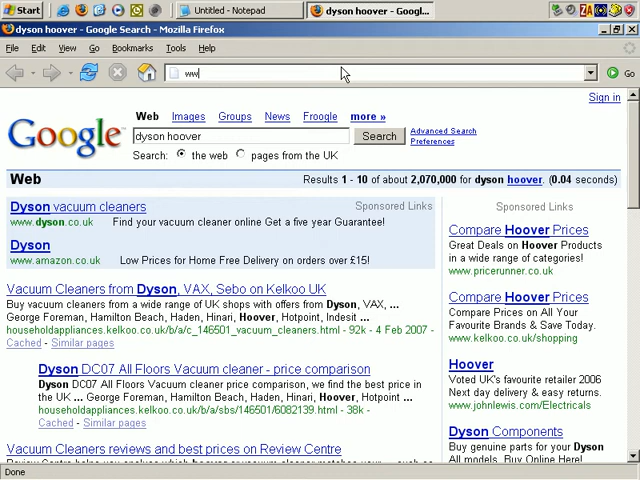 Start
Untitled - Notepad
dyson hoover - Googl...
dyson hoover - Google Search - Mozilla Firefox
File Edit View Go Bookmarks Tools Help
ww
Go
Sign in
Google
Web Images Groups News Froogle more »
dyson hoover
Search
Advanced Search
Preferences
Search: the web pages from the UK
Web
Results 1 - 10 of about 2,070,000 for dyson hoover. (0.04 seconds)
Dyson vacuum cleaners
Sponsored Links
www.dyson.co.uk Find your vacuum cleaner online Get a five year Guarantee!
Dyson
www.amazon.co.uk Low Prices for Home Free Delivery on orders over £15!
Vacuum Cleaners from Dyson, VAX, Sebo on Kelkoo UK
Buy vacuum cleaners from a wide range of UK shops with offers from Dyson, VAX, ...
George Foreman, Hamilton Beach, Haden, Hinari, Hoover, Hotpoint, Indesit ...
householdappliances.kelkoo.co.uk/b/a/c_146501_vacuum_cleaners.html - 92k - 4 Feb 2007 -
Cached - Similar pages
Dyson DC07 All Floors Vacuum cleaner - price comparison
Dyson DC07 All Floors Vacuum cleaner price comparison, we find the best price in
the UK ... George Foreman, Hamilton Beach, Haden, Hinari, Hoover, Hotpoint ...
householdappliances.kelkoo.co.uk/b/a/sbs/146501/6082139.html - 38k -
Cached - Similar pages
Vacuum Cleaners reviews and best prices on Review Centre
Sponsored Links
Compare Hoover Prices
Great Deals on Hoover Products
in a wide range of categories!
www.pricerunner.co.uk
Compare Hoover Prices
Compare Prices on All Your
Favourite Brands & Save Today.
www.kelkoo.co.uk/shopping
Hoover
Voted UK's favourite retailer 2006
Next day delivery & easy returns.
www.johnlewis.com/Electricals
Dyson Components
Buy genuine parts for your Dyson
All models. Buy Online Here!
Done